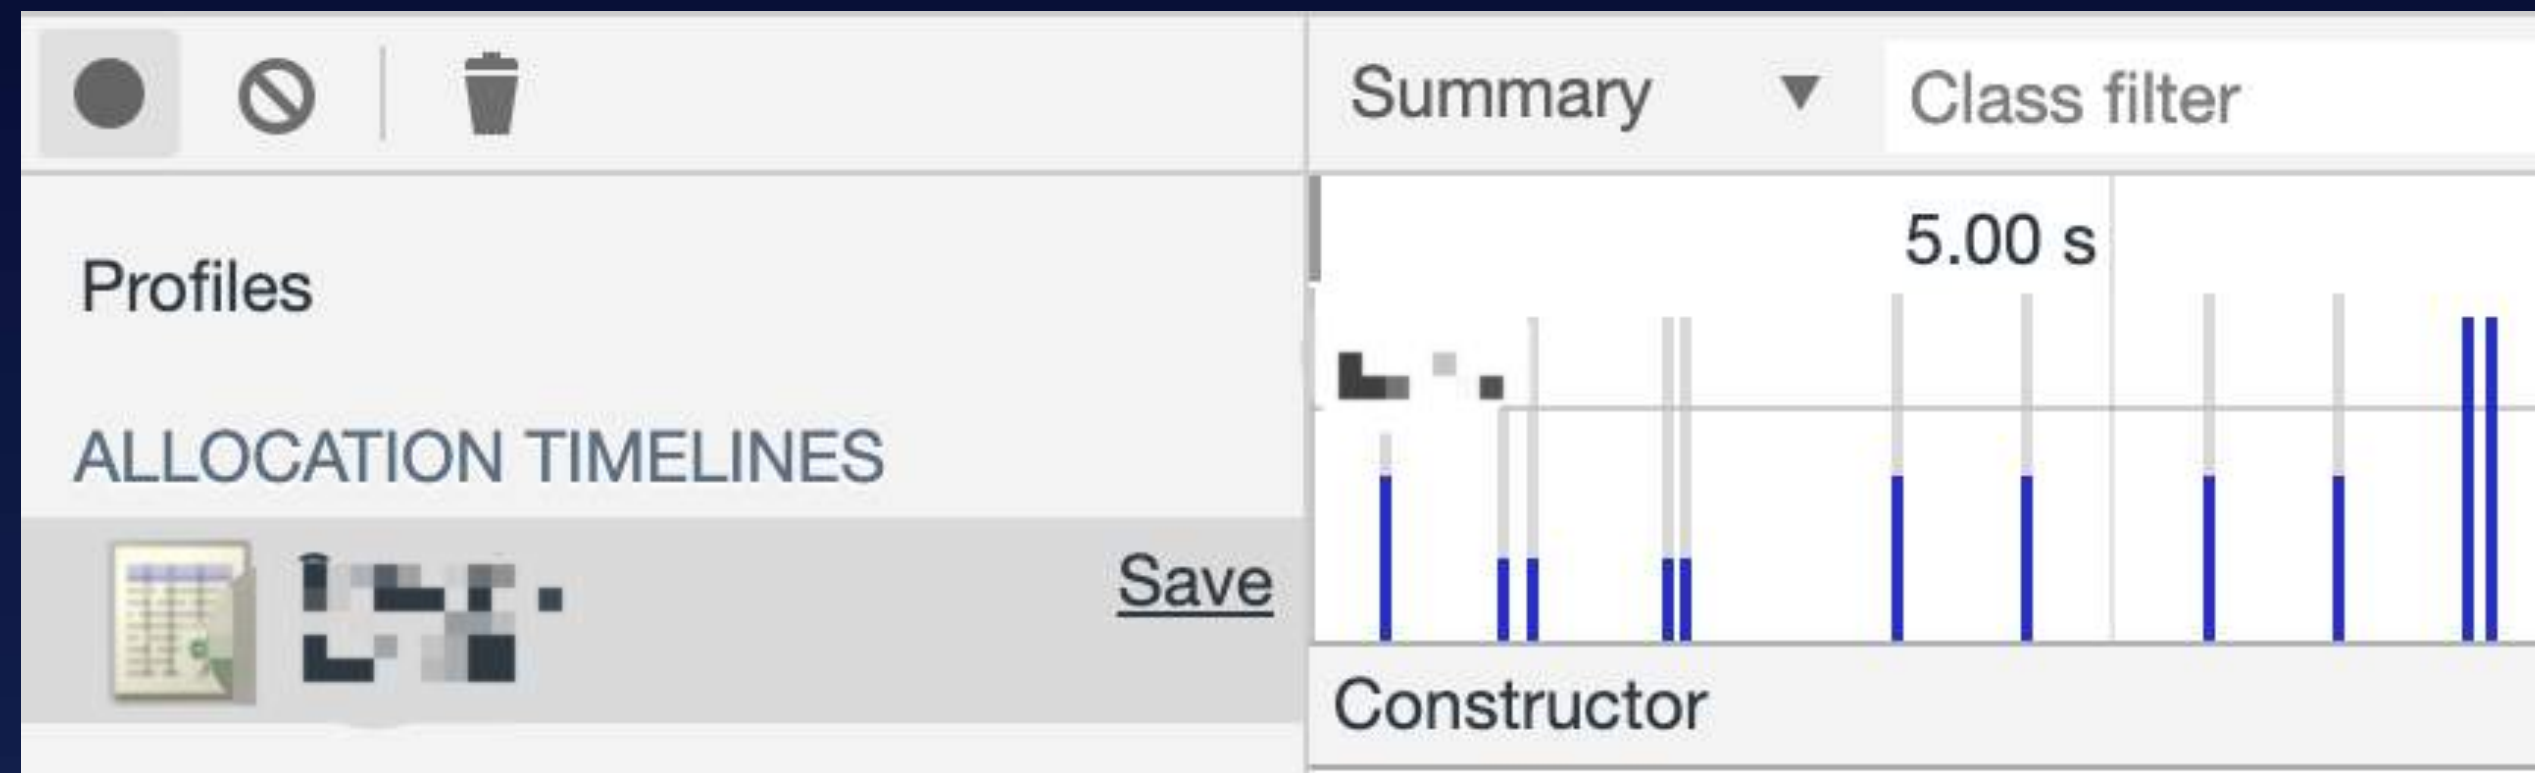 Summary
Class filter
Profiles
5.00 s
ALLOCATION TIMELINES
Save
Constructor